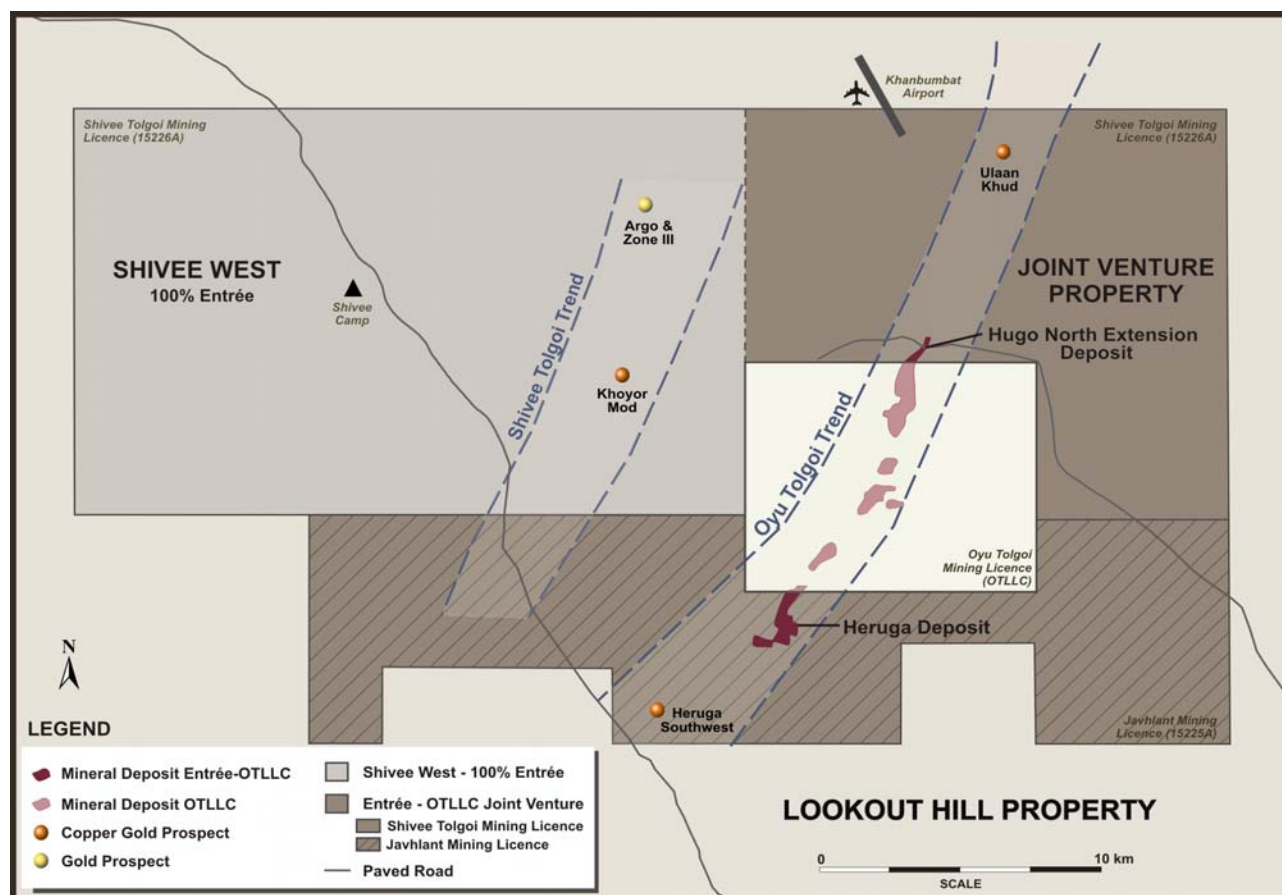 Khanbumbat
Airport
Shivee Tolgoi Mining
Licence (15226A)
Shivee Tolgoi Mining
Licence (15226A)
Ulaan
Khud
Argo &
Zone III
SHIVEE WEST
100% Entrée
Shivee
Camp
JOINT VENTURE
PROPERTY
Hugo North Extension
Deposit
Shivee Tolgoi Trend
Khoyor
Mod
Oyu Tolgoi Trend
Oyu Tolgoi
Mining Licence
(OTLLC)
Heruga Deposit
N
Heruga
Southwest
Javhlant Mining
Licence (15225A)
LEGEND
Mineral Deposit Entrée-OTLLC
Mineral Deposit OTLLC
Copper Gold Prospect
Gold Prospect
Shivee West - 100% Entrée
Entrée - OTLLC Joint Venture
Shivee Tolgoi Mining Licence
Javhlant Mining Licence
Paved Road
LOOKOUT HILL PROPERTY
0 10 km
SCALE